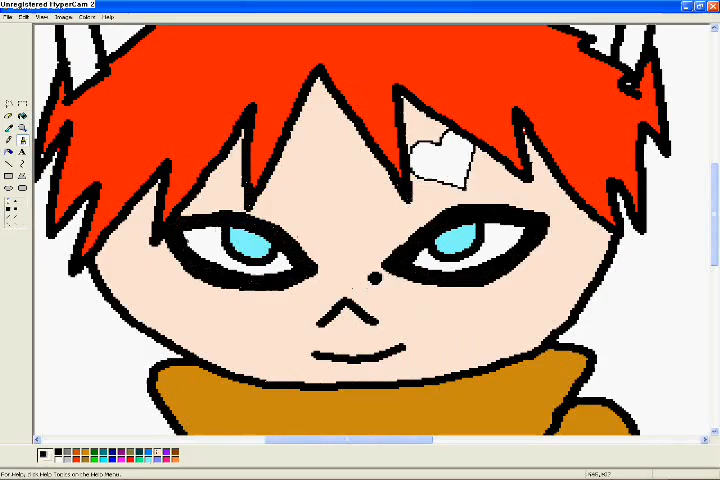 Unregistered HyperCam 2
File Edit View Image Colors Help
For Help, click Help Topics on the Help Menu.